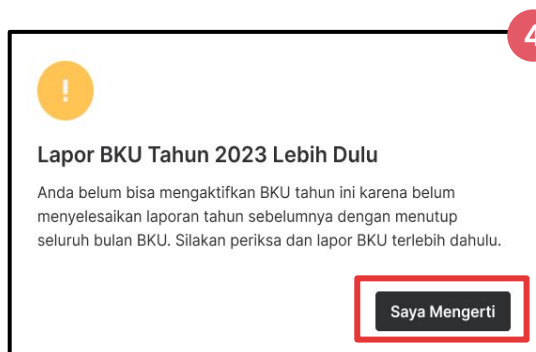 4
!
Lapor BKU Tahun 2023 Lebih Dulu
Anda belum bisa mengaktifkan BKU tahun ini karena belum
menyelesaikan laporan tahun sebelumnya dengan menutup
seluruh bulan BKU. Silakan periksa dan lapor BKU terlebih dahulu.
Saya Mengerti